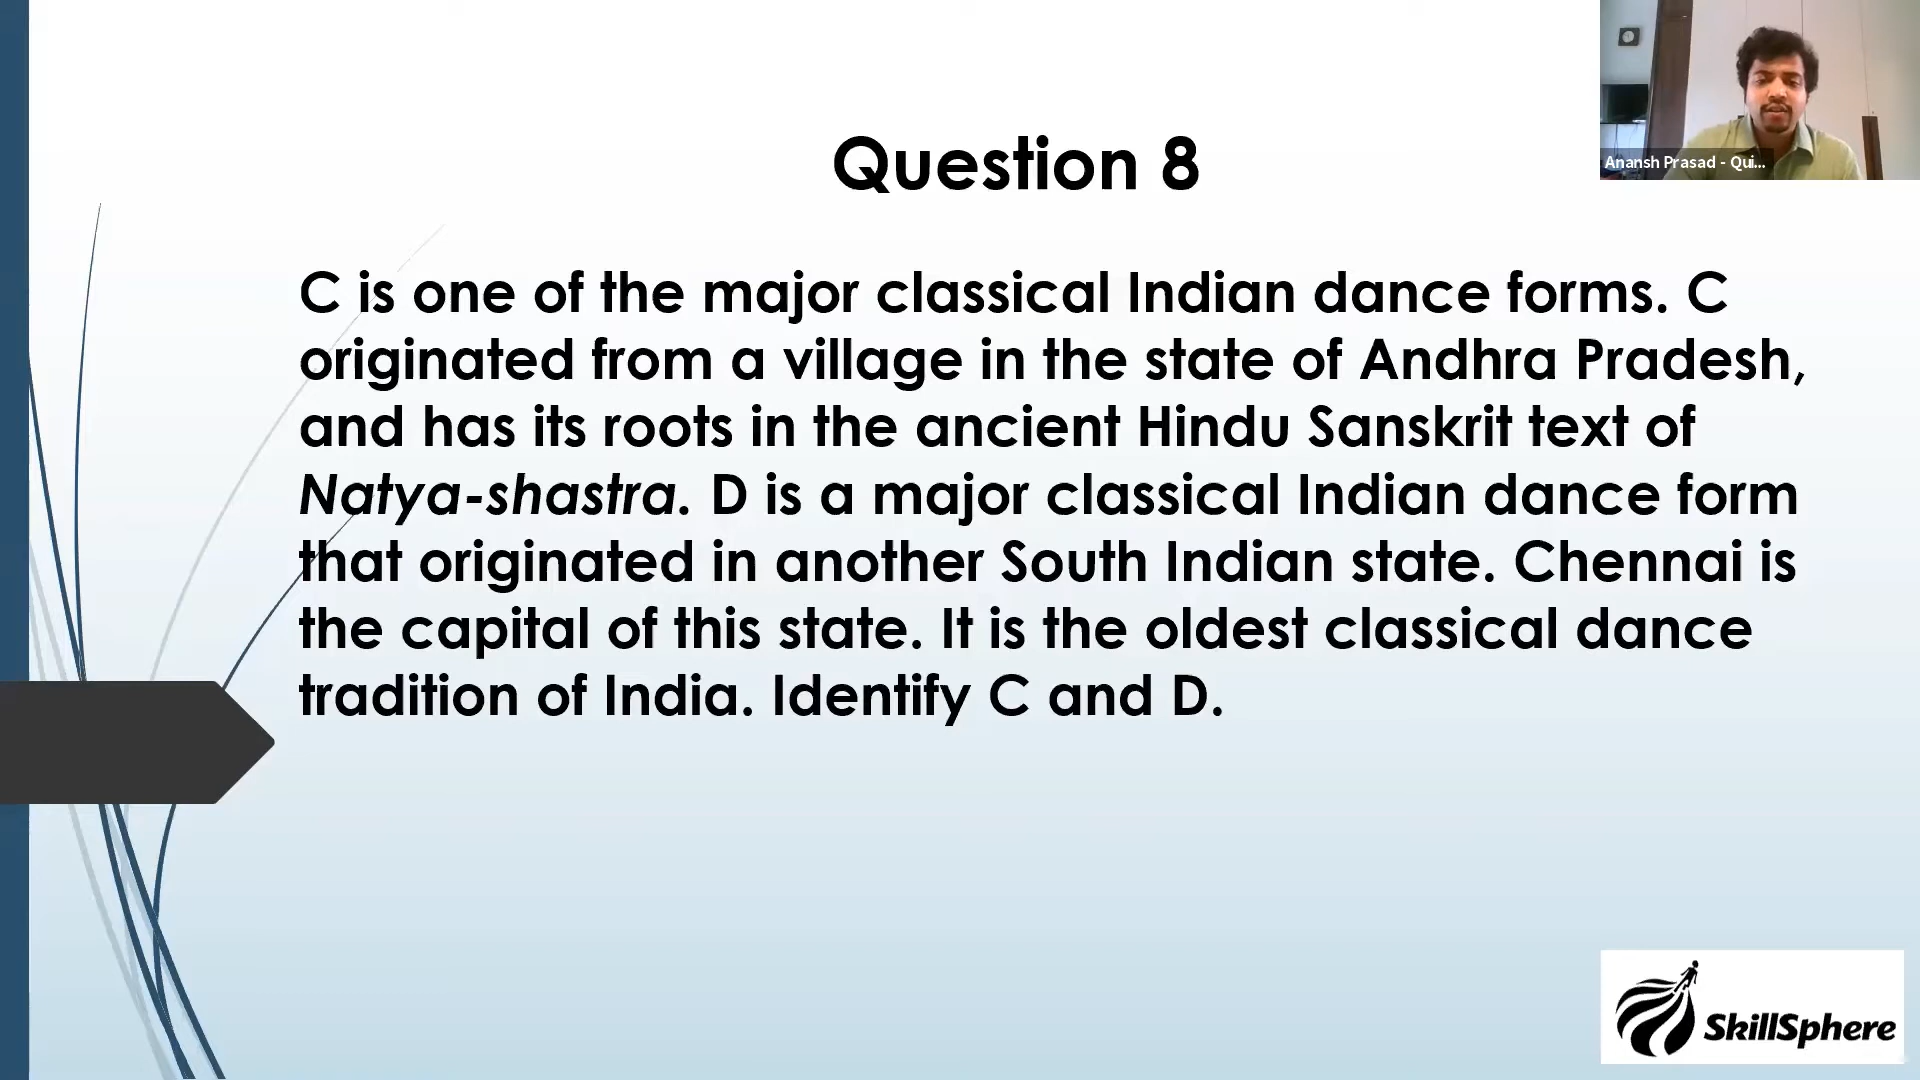 Question 8
Anansh Prasad - Qui...
C is one of the major classical Indian dance forms. C
originated from a village in the state of Andhra Pradesh,
and has its roots in the ancient Hindu Sanskrit text of
Natya-shastra. D is a major classical Indian dance form
that originated in another South Indian state. Chennai is
the capital of this state. It is the oldest classical dance
tradition of India. Identify C and D.
SkillSphere